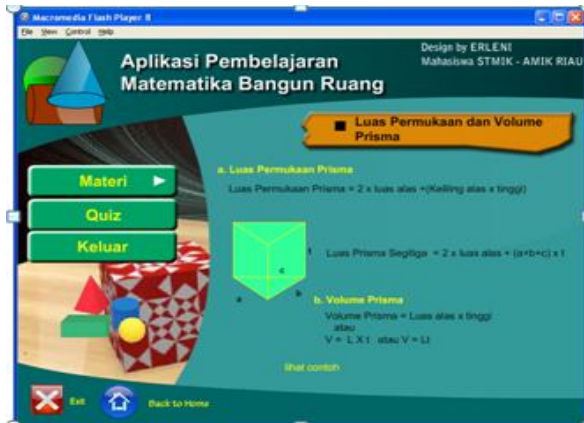 Macromedia Flash Player 8
File View Control Help
Aplikasi Pembelajaran
Matematika Bangun Ruang
Design by ERLENI
Mahasiswa STMIK - AMIK RIAU
Luas Permukaan dan Volume
Prisma
Materi
Quiz
Keluar
a. Luas Permukaan Prisma
Luas Permukaan Prisma = 2 x luas alas +(Keliling alas x tinggi)
t
Luas Prisma Segitiga = 2 x luas alas + (a+b+c) x t
c
a
b
b. Volume Prisma
Volume Prisma = Luas alas x tinggi
atau
V = L X t atau V = Lt
lihat contoh
Exit
Back to Home